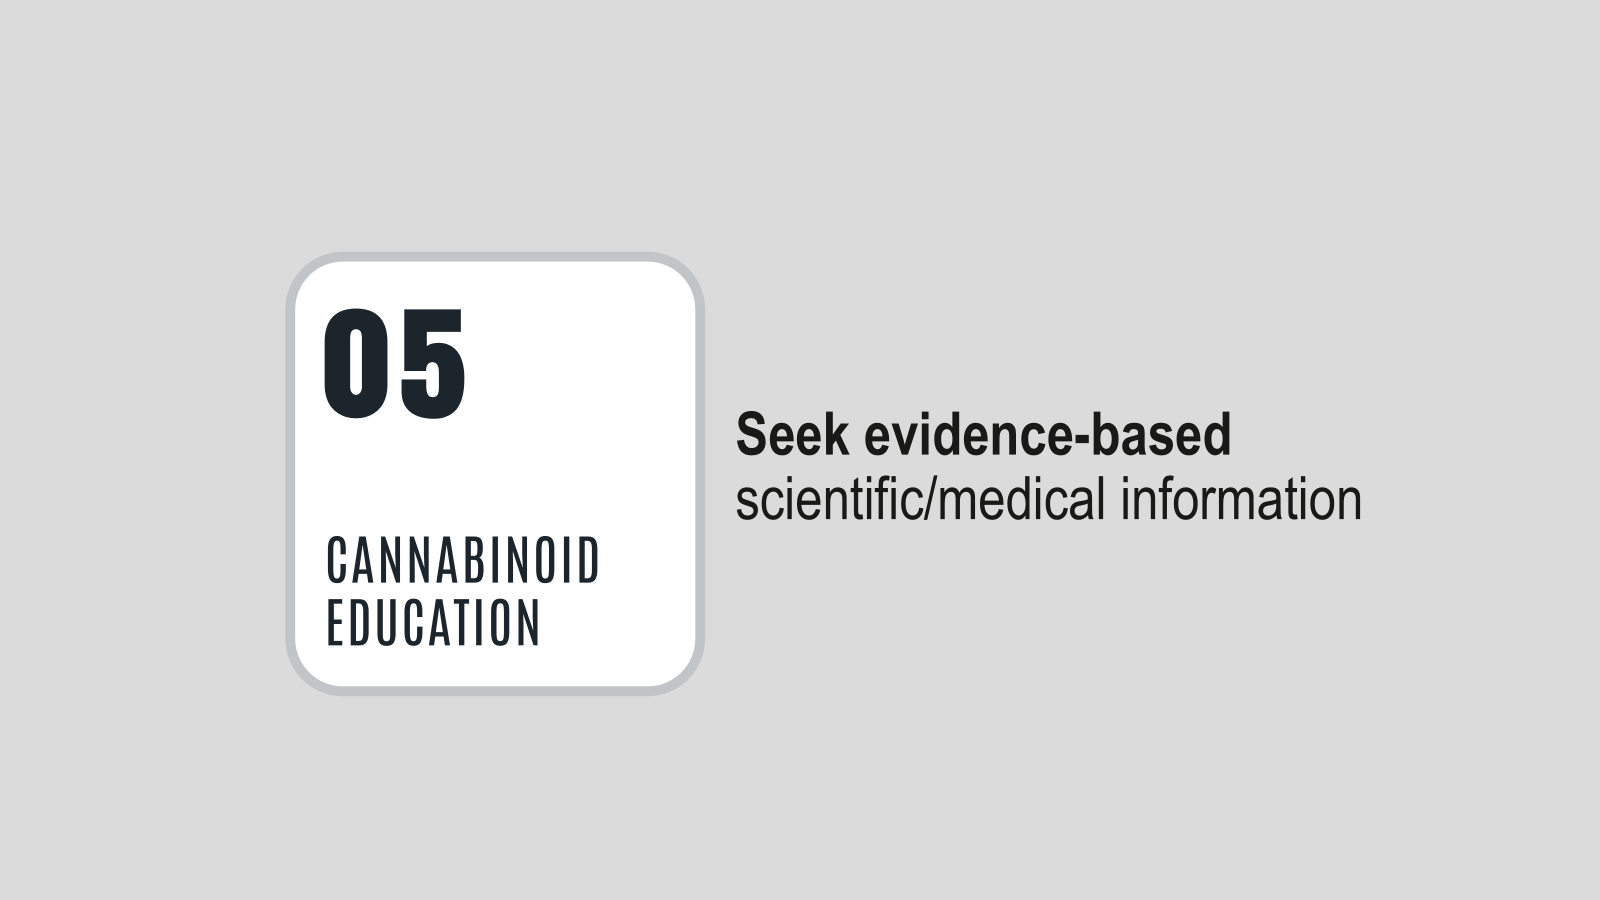 05
CANNABINOID
EDUCATION
Seek evidence-based
scientific/medical information